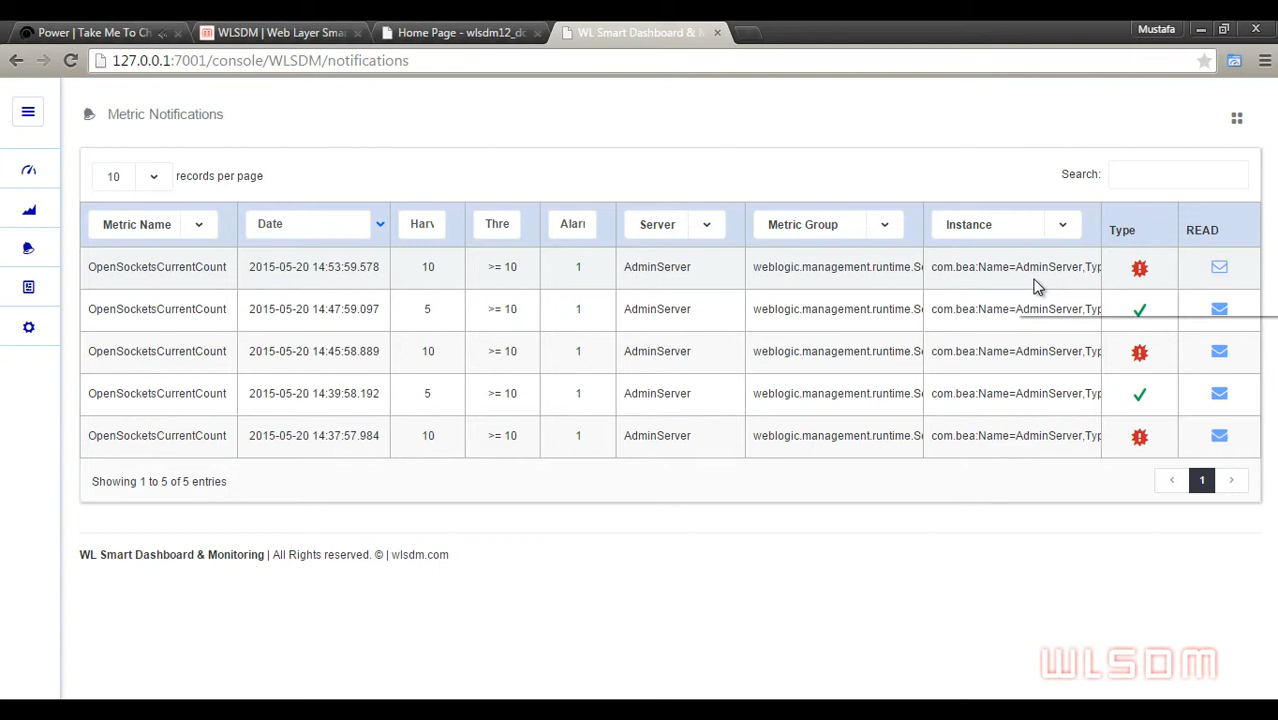 Power | Take Me To Ch
WLSDM | Web Layer Smar
Home Page - wlsdm12_dc
WL Smart Dashboard & M
Mustafa
127.0.0.1:7001/console/WLSDM/notifications
Metric Notifications
10 records per page
Search:
Metric Name Date Harv Thre Aları Server Metric Group Instance Type READ
OpenSocketsCurrentCount 2015-05-20 14:53:59.578 10 >= 10 1 AdminServer weblogic.management.runtime.Se com.bea:Name=AdminServer,Typ
OpenSocketsCurrentCount 2015-05-20 14:47:59.097 5 >= 10 1 AdminServer weblogic.management.runtime.Se com.bea:Name=AdminServer,Typ
OpenSocketsCurrentCount 2015-05-20 14:45:58.889 10 >= 10 1 AdminServer weblogic.management.runtime.Se com.bea:Name=AdminServer,Typ
OpenSocketsCurrentCount 2015-05-20 14:39:58.192 5 >= 10 1 AdminServer weblogic.management.runtime.Se com.bea:Name=AdminServer,Typ
OpenSocketsCurrentCount 2015-05-20 14:37:57.984 10 >= 10 1 AdminServer weblogic.management.runtime.Se com.bea:Name=AdminServer,Typ
Showing 1 to 5 of 5 entries
‹ 1 ›
WL Smart Dashboard & Monitoring | All Rights reserved. © | wlsdm.com
WLSDM